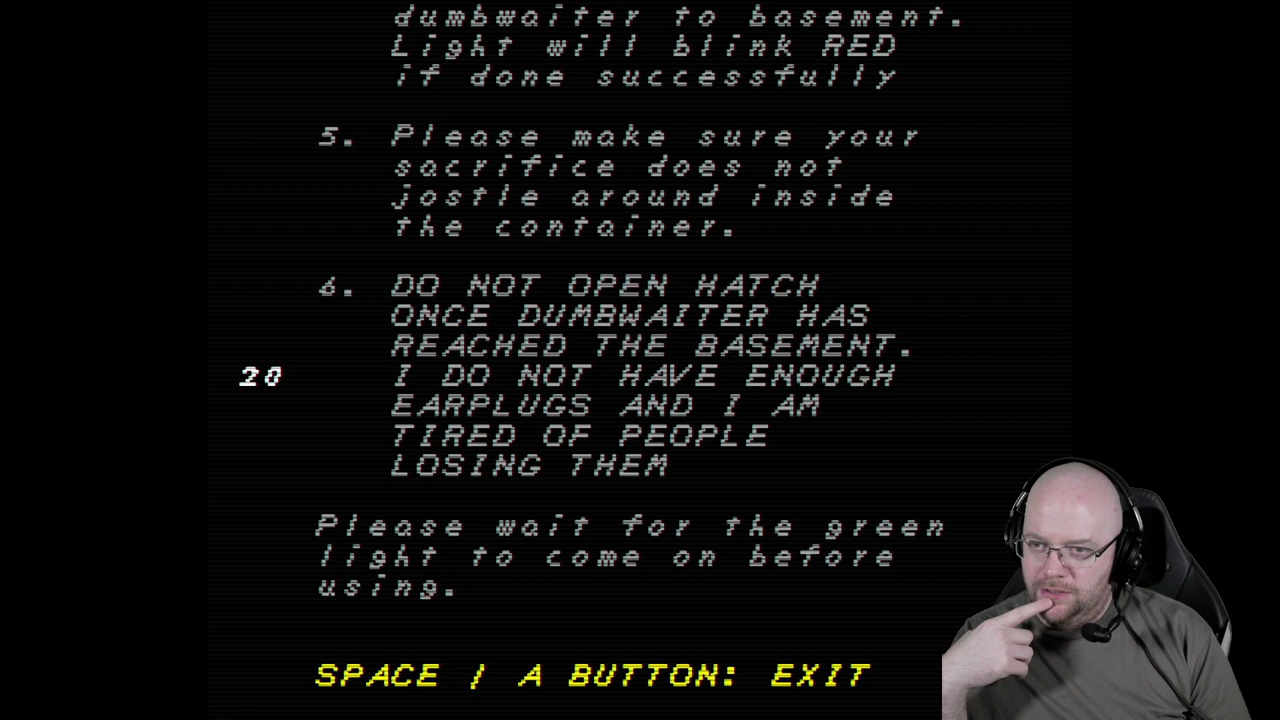 dumbwaiter to basement.
Light will blink RED
if done successfully
5. Please make sure your
sacrifice does not
jostle around inside
the container.
6. DO NOT OPEN HATCH
ONCE DUMBWAITER HAS
REACHED THE BASEMENT.
20 I DO NOT HAVE ENOUGH
EARPLUGS AND I AM
TIRED OF PEOPLE
LOSING THEM
Please wait for the green
light to come on before
using.
SPACE / A BUTTON: EXIT